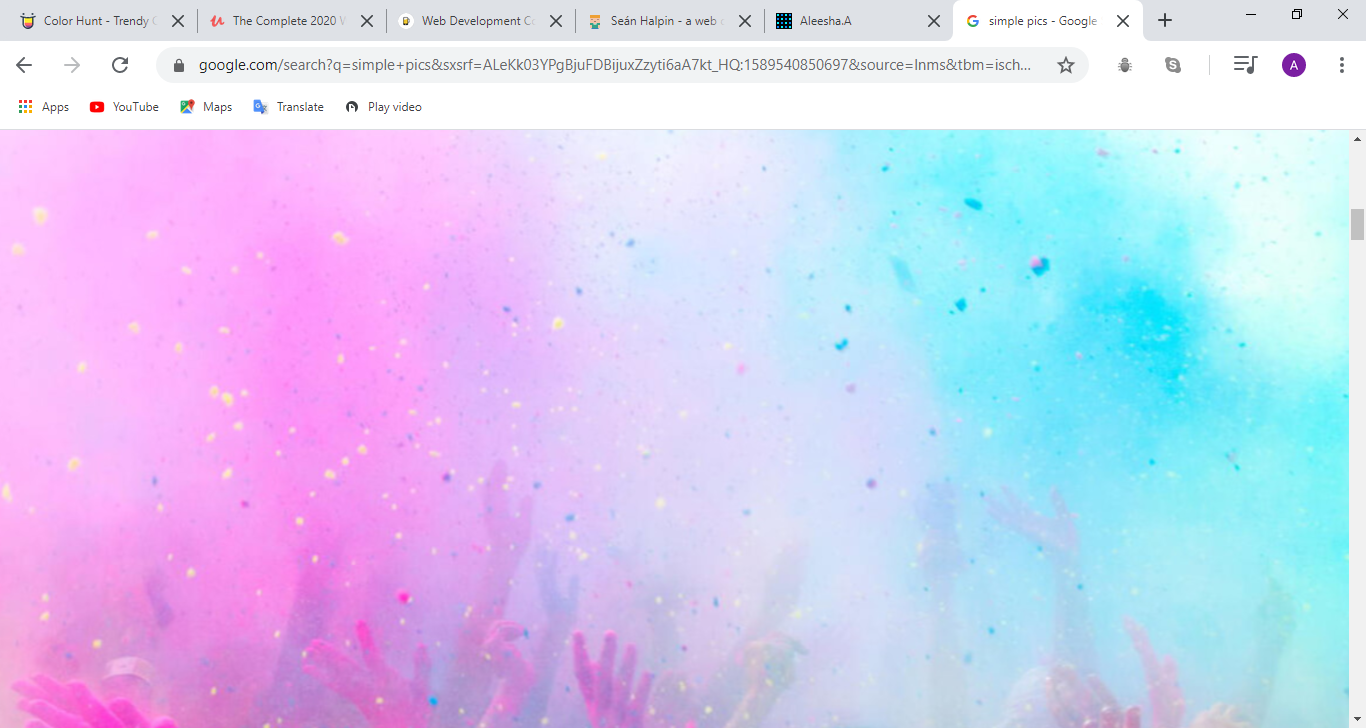 Color Hunt - Trendy C
The Complete 2020 W
Web Development Co
Seán Halpin - a web d
Aleesha.A
simple pics - Google
google.com/search?q=simple+pics&sxsrf=ALeKk03YPgBjuFDBijuxZzyti6aA7kt_HQ:1589540850697&source=lnms&tbm=isch...
A
Apps
YouTube
Maps
Translate
Play video